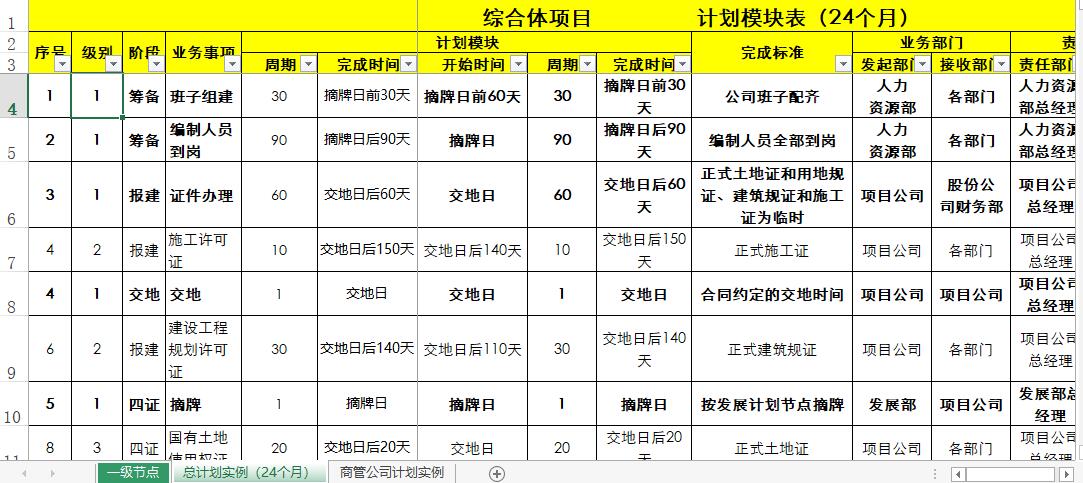 1 综合体项目 计划模块表（24个月）
2 序号 级别 阶段 业务事项 计划模块 完成标准 业务部门 责
3 周期 完成时间 开始时间 周期 完成时间 发起部门 接收部门 责任部门
4 1 1 筹备 班子组建 30 摘牌日前30天 摘牌日前60天 30 摘牌日前30天 公司班子配齐 人力资源部 各部门 人力资源部总经理
5 2 1 筹备 编制人员到岗 90 摘牌日后90天 摘牌日 90 摘牌日后90天 编制人员全部到岗 人力资源部 各部门 人力资源部总经理
6 3 1 报建 证件办理 60 交地日后60天 交地日 60 交地日后60天 正式土地证和用地规证、建筑规证和施工证为临时 项目公司 股份公司财务部 项目公司总经理
7 4 2 报建 施工许可证 10 交地日后150天 交地日后140天 10 交地日后150天 正式施工证 项目公司 各部门 项目公司总经理
8 4 1 交地 交地 1 交地日 交地日 1 交地日 合同约定的交地时间 项目公司 项目公司 项目公司总经理
9 6 2 报建 建设工程规划许可证 30 交地日后140天 交地日后110天 30 交地日后140天 正式建筑规证 项目公司 各部门 项目公司总经理
10 5 1 四证 摘牌 1 摘牌日 摘牌日 1 摘牌日 按发展计划节点摘牌 发展部 项目公司 发展部总经理
11 8 3 四证 国有土地使用权证 20 交地日后20天 交地日 20 交地日后20天 正式土地证 项目公司 各部门 项目公司总经理
一级节点 总计划实例（24个月） 商管公司计划实例